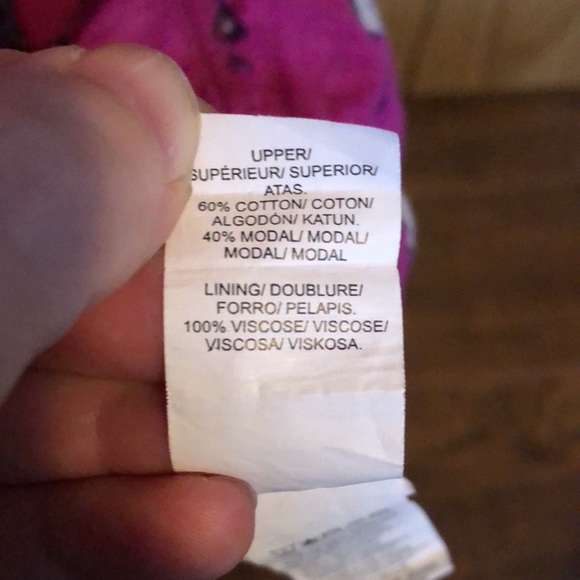 UPPER/
SUPÉRIEUR/ SUPERIOR/
ATAS.
60% COTTON/ COTON/
ALGODÓN/ KATUN.
40% MODAL/ MODAL/
MODAL/ MODAL
LINING/ DOUBLURE/
FORRO/ PELAPIS.
100% VISCOSE/ VISCOSE/
VISCOSA/ VISKOSA.